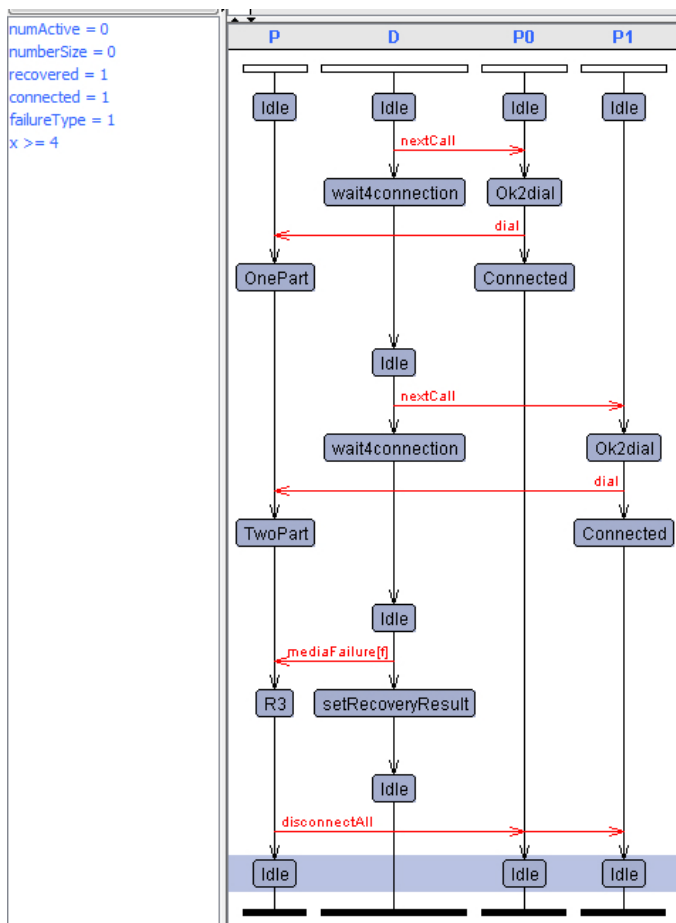 numActive = 0
numberSize = 0
recovered = 1
connected = 1
failureType = 1
x >= 4
P D P0 P1
Idle Idle Idle Idle
nextCall
wait4connection Ok2dial
dial
OnePart Connected
Idle
nextCall
wait4connection Ok2dial
dial
TwoPart Connected
Idle
mediaFailure[f]
R3 setRecoveryResult
Idle
disconnectAll
Idle Idle Idle